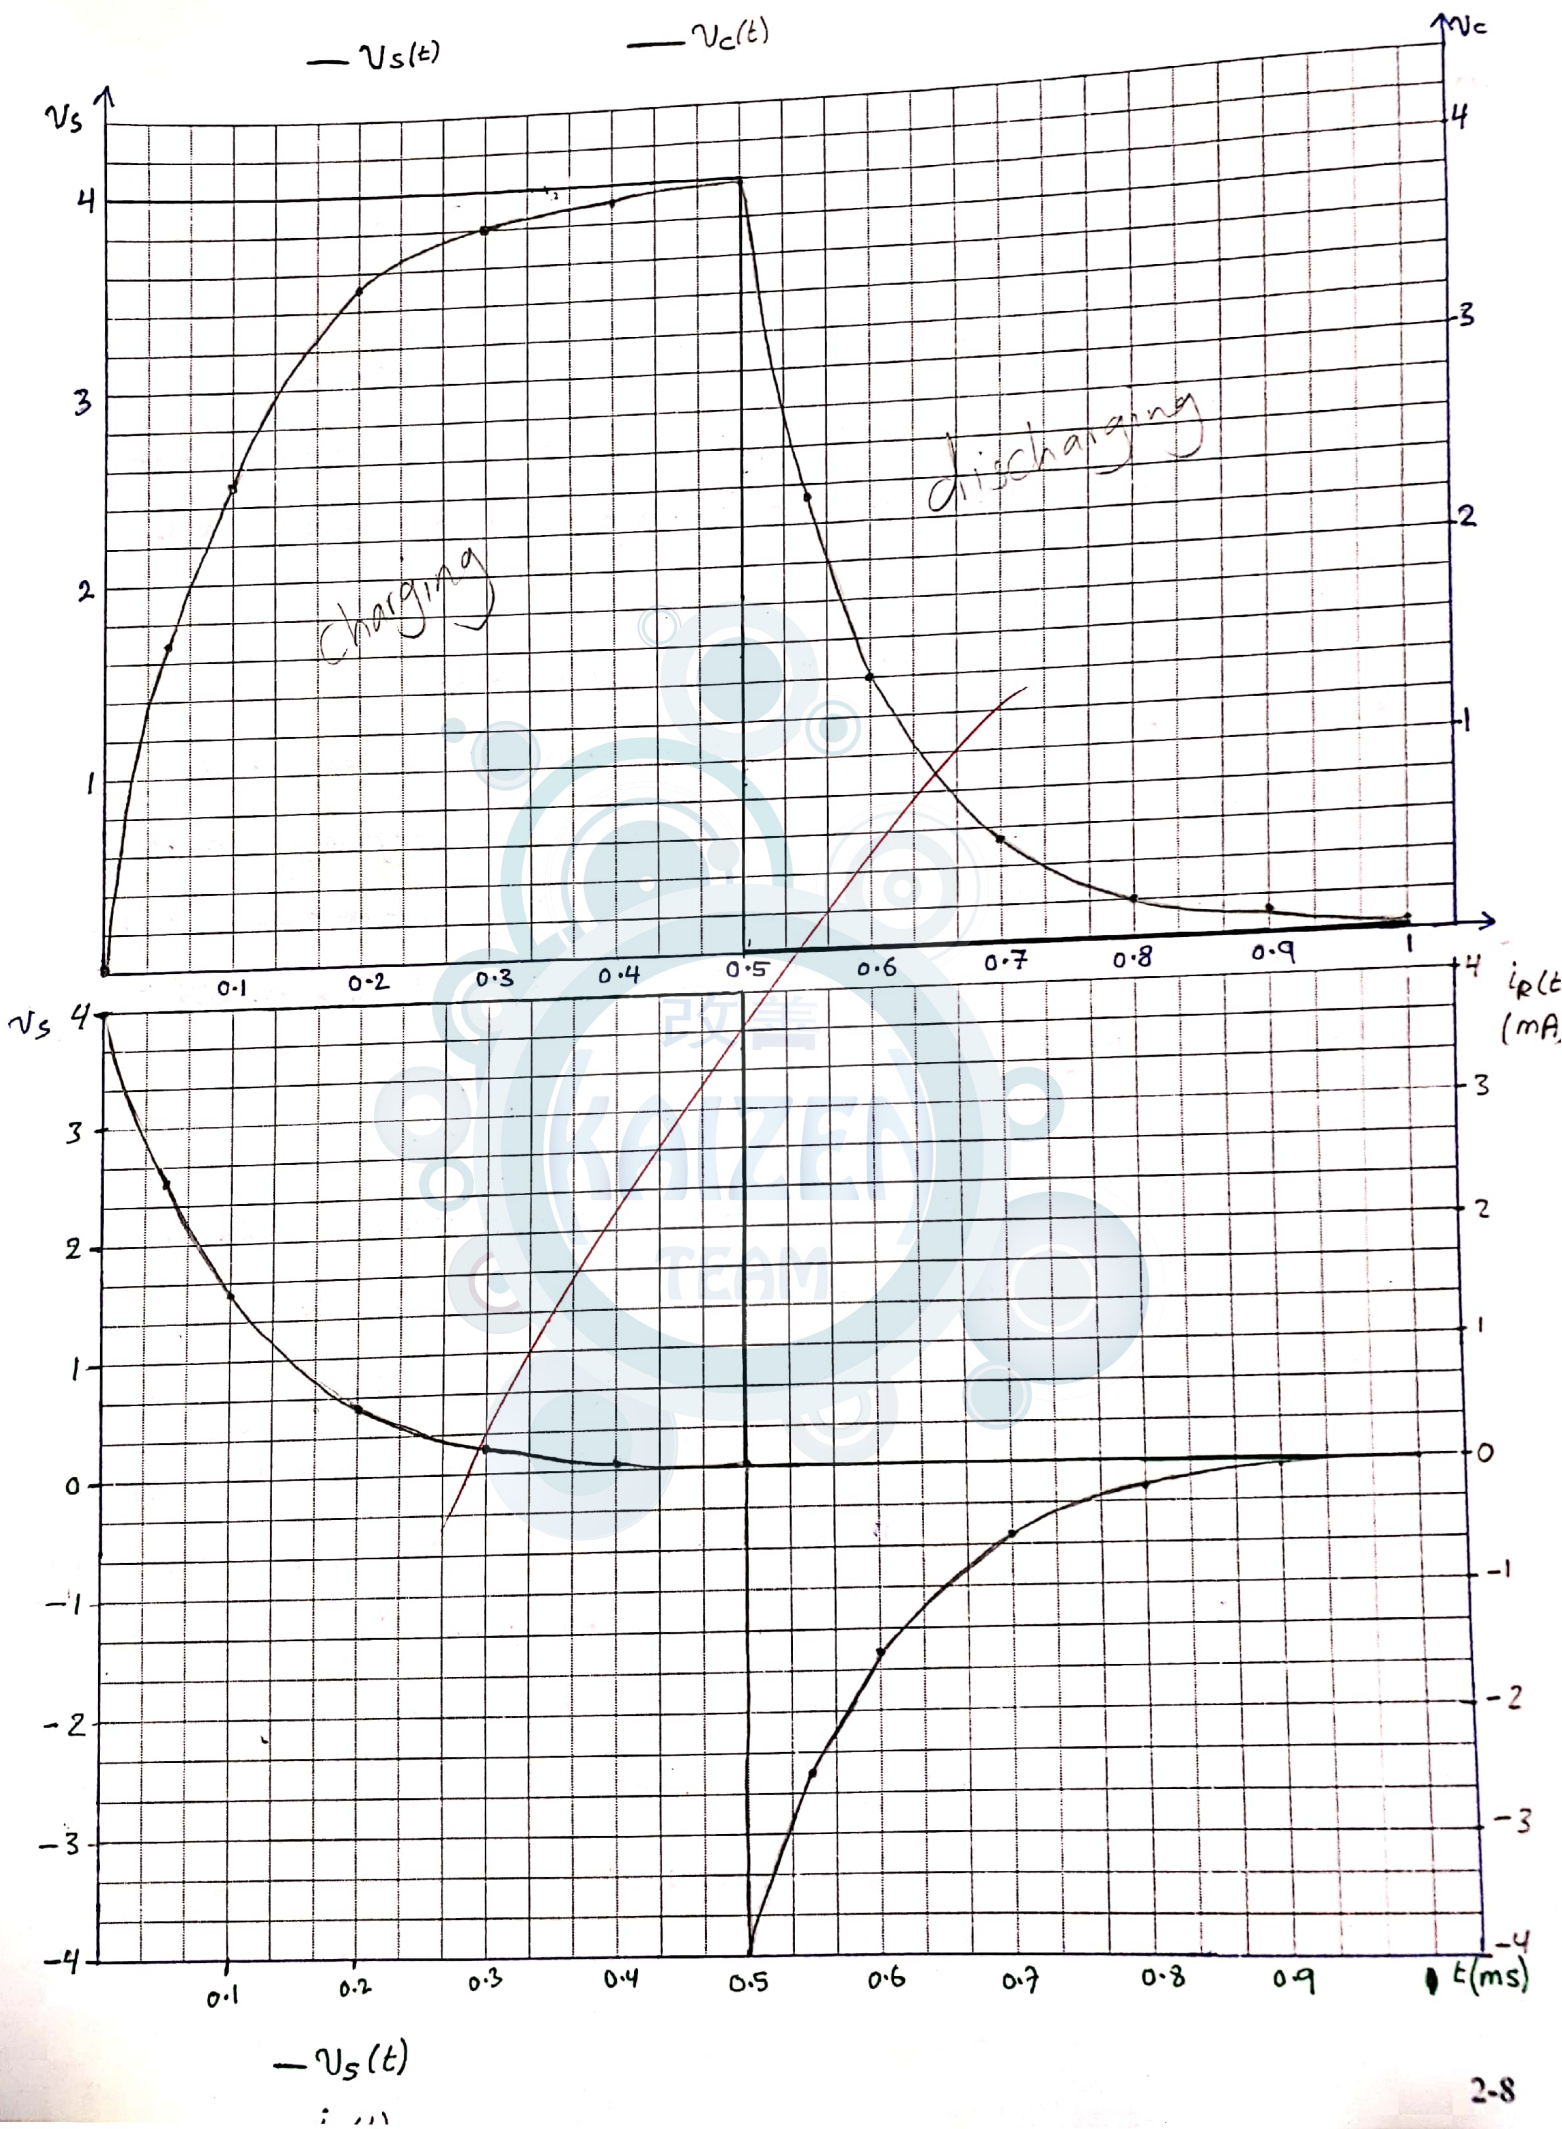 — Vs(t) — Vc(t)
Vs Vc
4 4
3 3
2 2
1 1
charging discharging
0.1 0.2 0.3 0.4 0.5 0.6 0.7 0.8 0.9 1
Vs iR(t
(mA)
4 4
3 3
2 2
1 1
0 0
-1 -1
-2 -2
-3 -3
-4 -4
改善
KAIZEN
TEAM
0.1 0.2 0.3 0.4 0.5 0.6 0.7 0.8 0.9 t(ms)
— Vs(t)
2-8